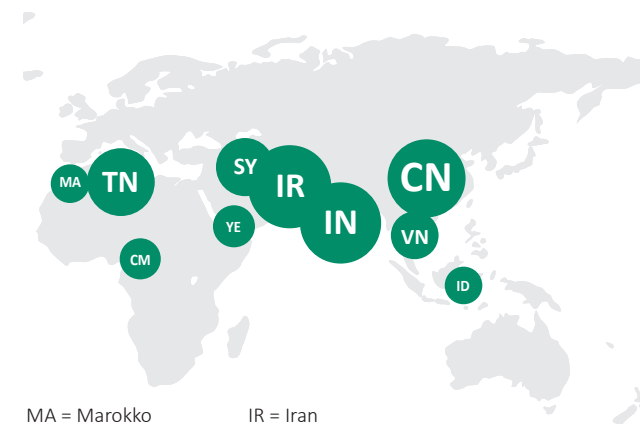 MA
TN
SY
IR
CN
IN
YE
VN
CM
ID
MA = Marokko
IR = Iran